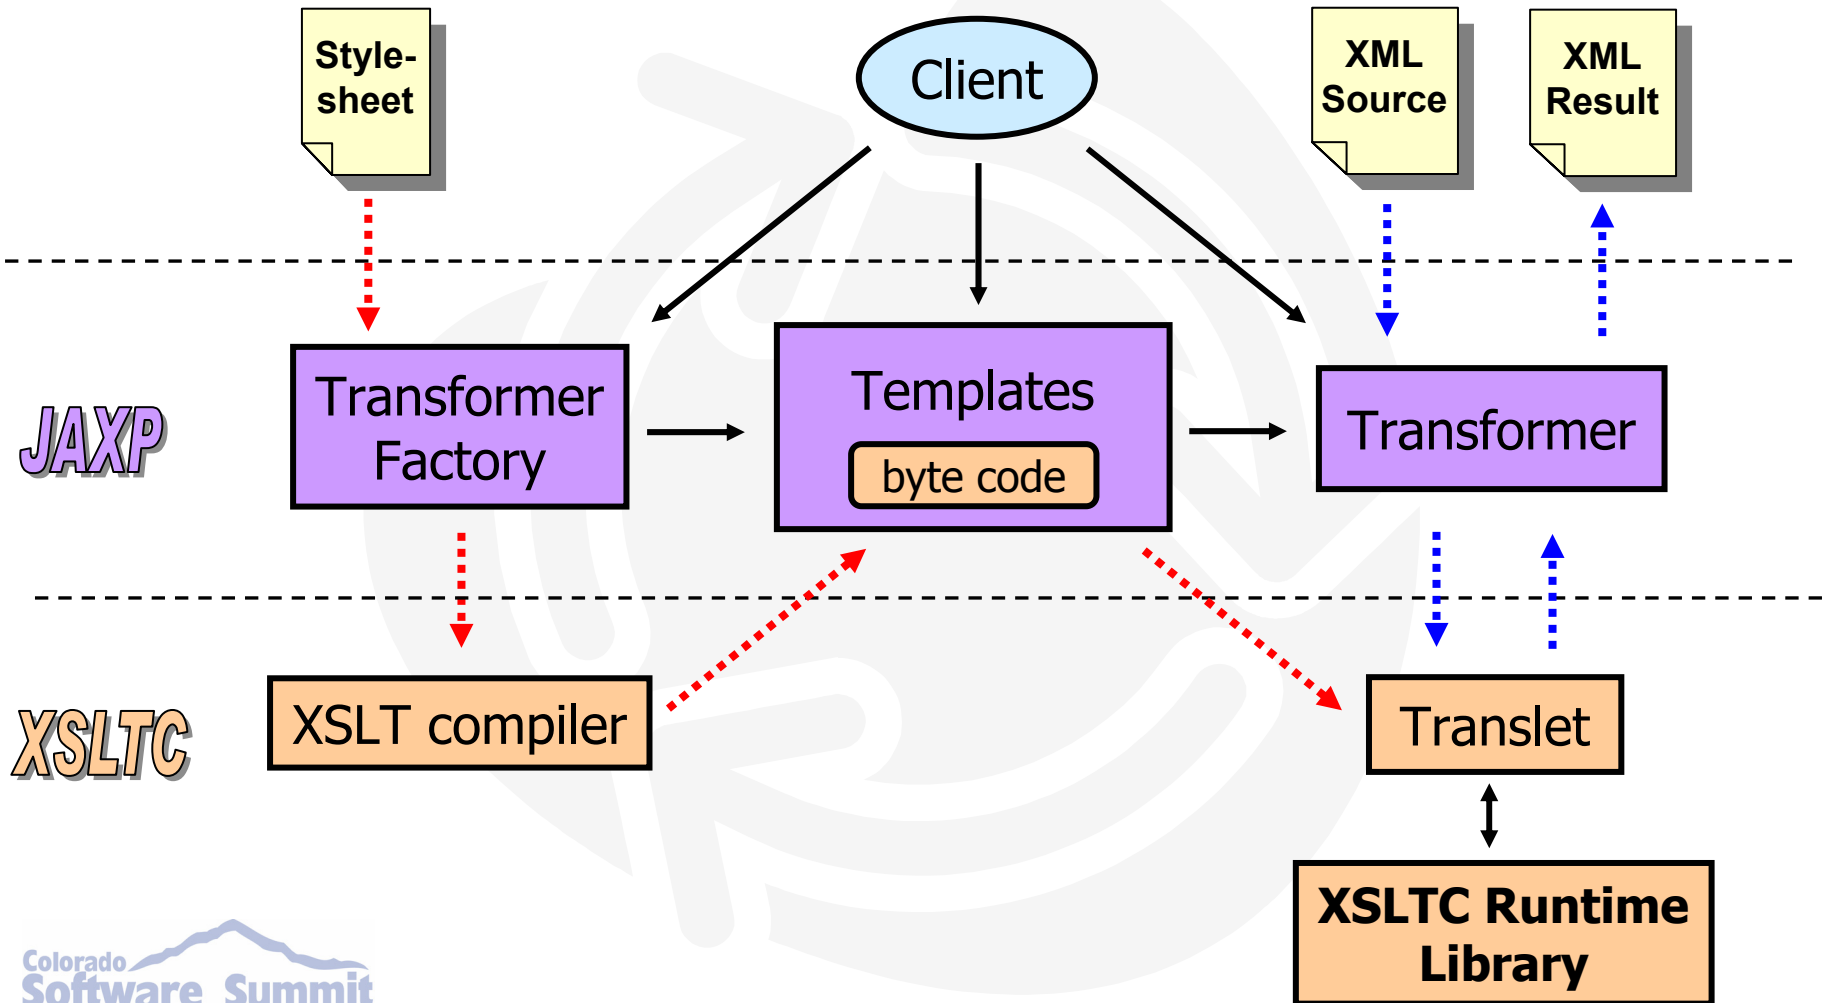 Style-
sheet
Client
XML
Source
XML
Result
JAXP
Transformer
Factory
Templates
byte code
Transformer
XSLTC
XSLT compiler
Translet
XSLTC Runtime
Library
Colorado
Software Summit